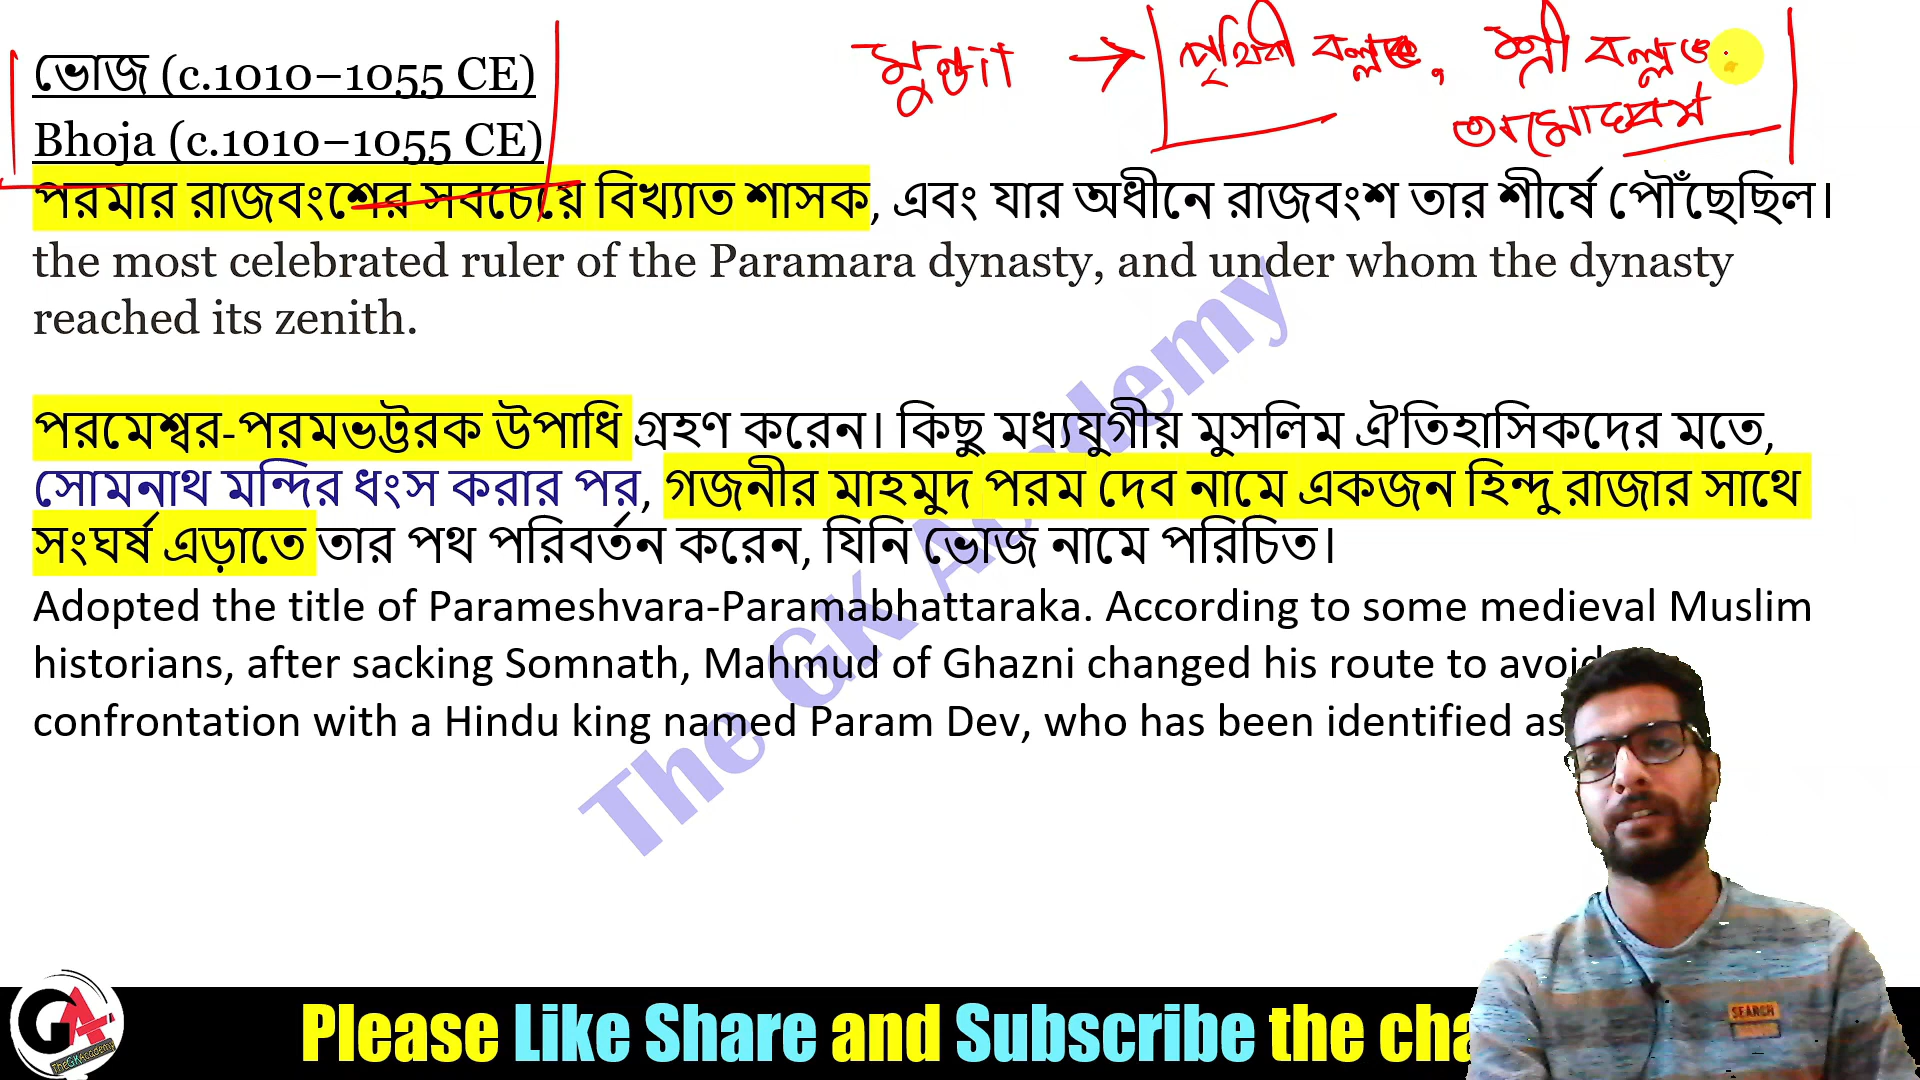 ভোজ (c.1010–1055 CE)
Bhoja (c.1010–1055 CE)
মুঞ্জা → পৃথিবী বল্লভ, শ্রী বল্লভ
পরমার রাজবংশের সবচেয়ে বিখ্যাত শাসক, এবং যার অধীনে রাজবংশ তার শীর্ষে পৌঁছেছিল।
the most celebrated ruler of the Paramara dynasty, and under whom the dynasty
reached its zenith.
পরমেশ্বর-পরমভট্টরক উপাধি গ্রহণ করেন। কিছু মধ্যযুগীয় মুসলিম ঐতিহাসিকদের মতে,
সোমনাথ মন্দির ধংস করার পর, গজনীর মাহমুদ পরম দেব নামে একজন হিন্দু রাজার সাথে
সংঘর্ষ এড়াতে তার পথ পরিবর্তন করেন, যিনি ভোজ নামে পরিচিত।
Adopted the title of Parameshvara-Paramabhattaraka. According to some medieval Muslim
historians, after sacking Somnath, Mahmud of Ghazni changed his route to avoid
confrontation with a Hindu king named Param Dev, who has been identified as
The GK Academy
GA
TheGKAcademy
Please Like Share and Subscribe the cha
SEARCH